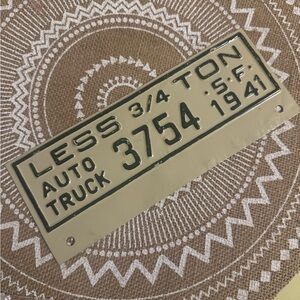 LESS 3/4 TON
AUTO TRUCK 3754 .S.F. 1941